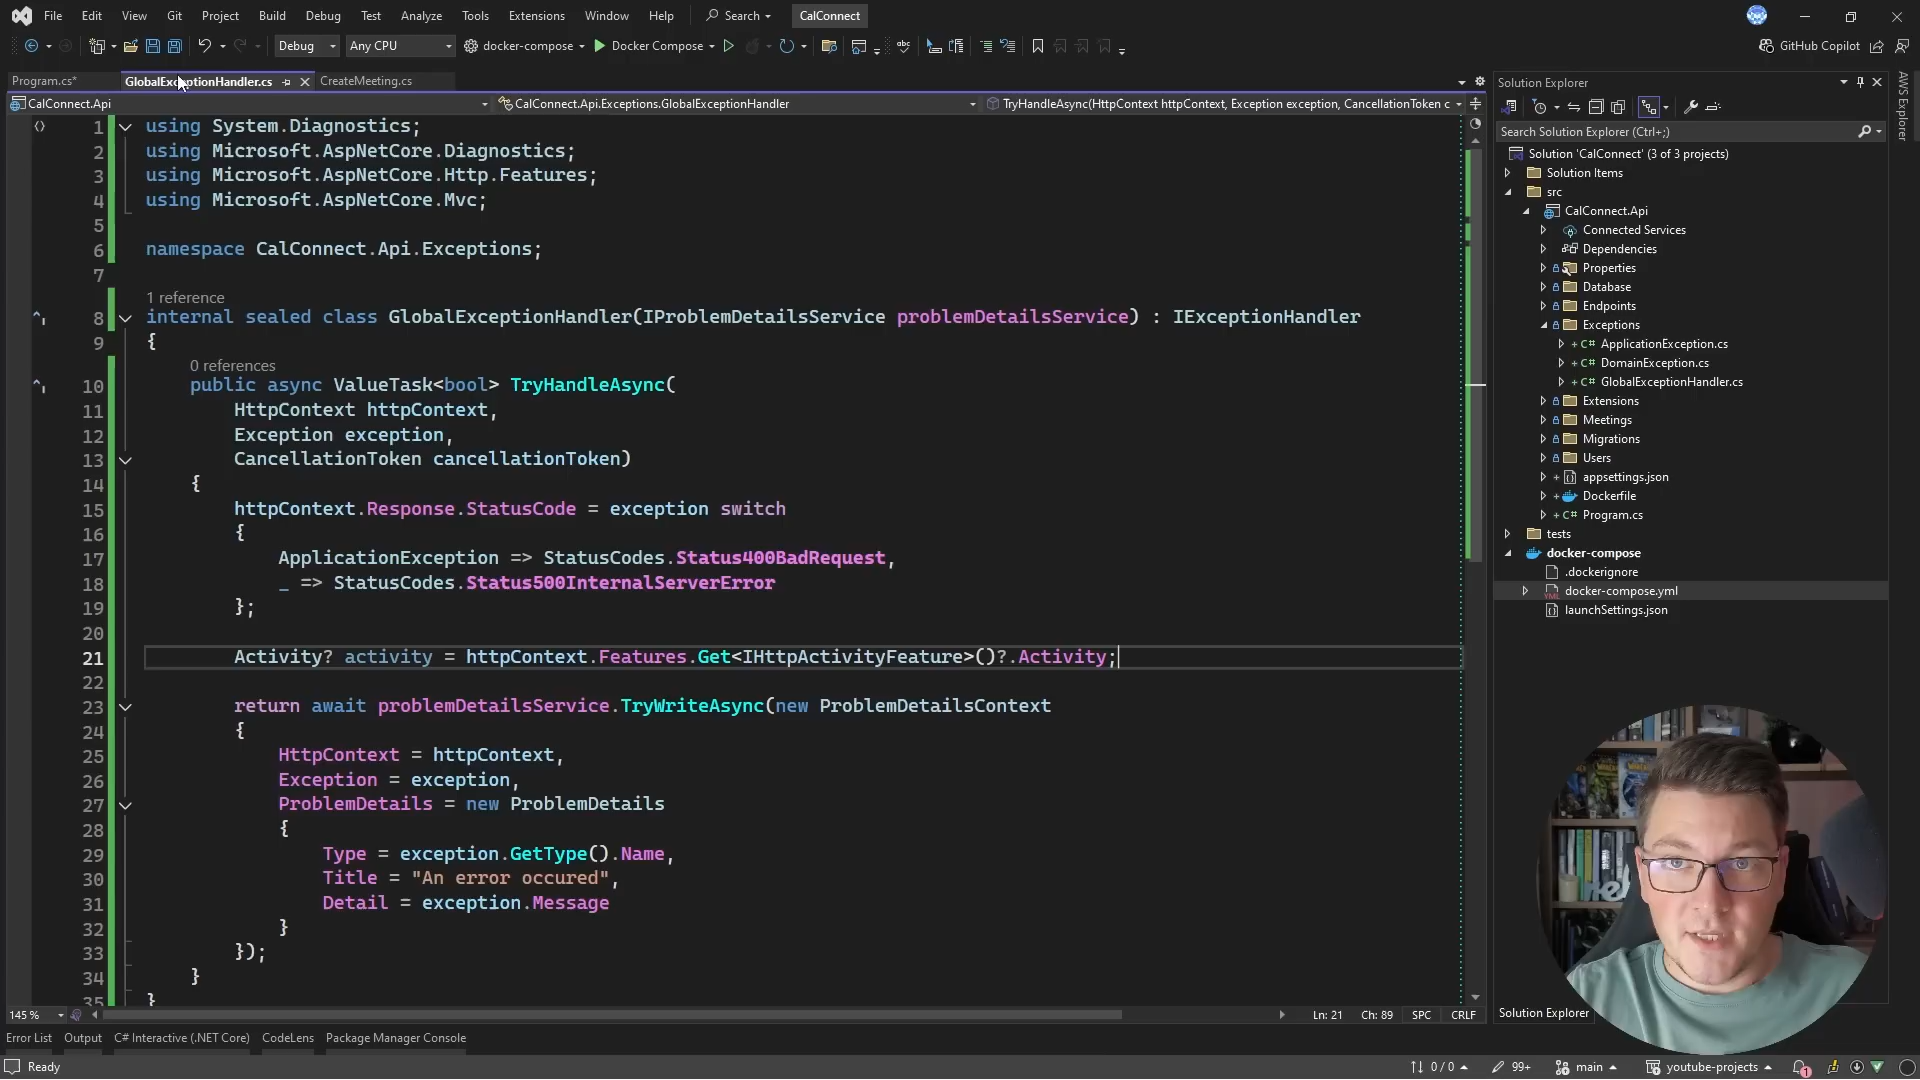 File Edit View Git Project Build Debug Test Analyze Tools Extensions Window Help Search CalConnect
Debug Any CPU docker-compose Docker Compose GitHub Copilot
Program.cs* GlobalExceptionHandler.cs CreateMeeting.cs
CalConnect.Api CalConnect.Api.Exceptions.GlobalExceptionHandler TryHandleAsync(HttpContext httpContext, Exception exception, CancellationToken c
1 using System.Diagnostics;
2 using Microsoft.AspNetCore.Diagnostics;
3 using Microsoft.AspNetCore.Http.Features;
4 using Microsoft.AspNetCore.Mvc;
5
6 namespace CalConnect.Api.Exceptions;
7
1 reference
8 internal sealed class GlobalExceptionHandler(IProblemDetailsService problemDetailsService) : IExceptionHandler
9 {
0 references
10 public async ValueTask<bool> TryHandleAsync(
11 HttpContext httpContext,
12 Exception exception,
13 CancellationToken cancellationToken)
14 {
15 httpContext.Response.StatusCode = exception switch
16 {
17 ApplicationException => StatusCodes.Status400BadRequest,
18 _ => StatusCodes.Status500InternalServerError
19 };
20
21 Activity? activity = httpContext.Features.Get<IHttpActivityFeature>()?.Activity;
22
23 return await problemDetailsService.TryWriteAsync(new ProblemDetailsContext
24 {
25 HttpContext = httpContext,
26 Exception = exception,
27 ProblemDetails = new ProblemDetails
28 {
29 Type = exception.GetType().Name,
30 Title = "An error occured",
31 Detail = exception.Message
32 }
33 });
34 }
35 }
145 % Ln: 21 Ch: 89 SPC CRLF
Error List Output C# Interactive (.NET Core) CodeLens Package Manager Console
Ready 0 / 0 99+ main youtube-projects 1
Solution Explorer
Search Solution Explorer (Ctrl+;)
Solution 'CalConnect' (3 of 3 projects)
Solution Items
src
CalConnect.Api
Connected Services
Dependencies
Properties
Database
Endpoints
Exceptions
C# ApplicationException.cs
C# DomainException.cs
C# GlobalExceptionHandler.cs
Extensions
Meetings
Migrations
Users
appsettings.json
Dockerfile
C# Program.cs
tests
docker-compose
.dockerignore
docker-compose.yml
launchSettings.json
Solution Explorer
AWS Explorer